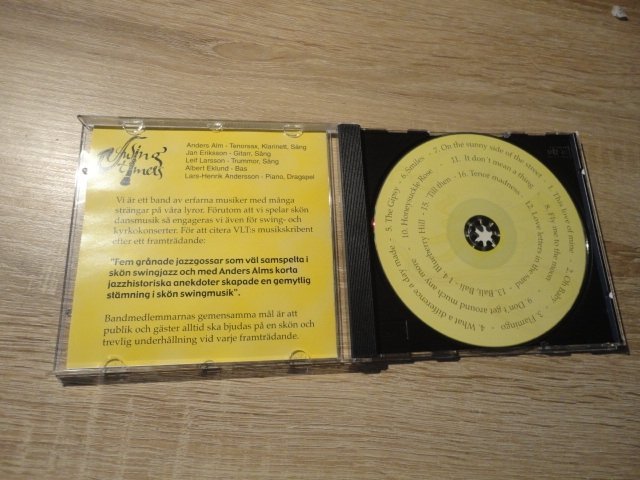 Swing
Timers
Anders Alm - Tenorsax, Klarinett, Sång
Jan Eriksson - Gitarr, Sång
Leif Larsson - Trummor, Sång
Albert Eklund - Bas
Lars-Henrik Andersson - Piano, Dragspel
Vi är ett band av erfarna musiker med många
strängar på våra lyror. Förutom att vi spelar skön
dansmusik så engageras vi även för swing- och
kyrkokonserter. För att citera VLT:s musikskribent
efter ett framträdande:
"Fem grånade jazzgossar som väl samspelta i
skön swingjazz och med Anders Alms korta
jazzhistoriska anekdoter skapade en gemytlig
stämning i skön swingmusik".
Bandmedlemmarnas gemensamma mål är att
publik och gäster alltid ska bjudas på en skön och
trevlig underhållning vid varje framträdande.
1. This love of mine - 2. Oh Baby - 3. Flamingo - 4. What a difference a day made - 5. The Gipsy - 6. Smiles - 7. On the sunny side of the street
8. Fly me to the moon - 9. Don't get around much any more - 10. Honeysuckle Rose - 11. It don't mean a thing
12. Love letters in the sand - 13. Bali, Bali - 14. Blueberry Hill - 15. Till then - 16. Tenor madness